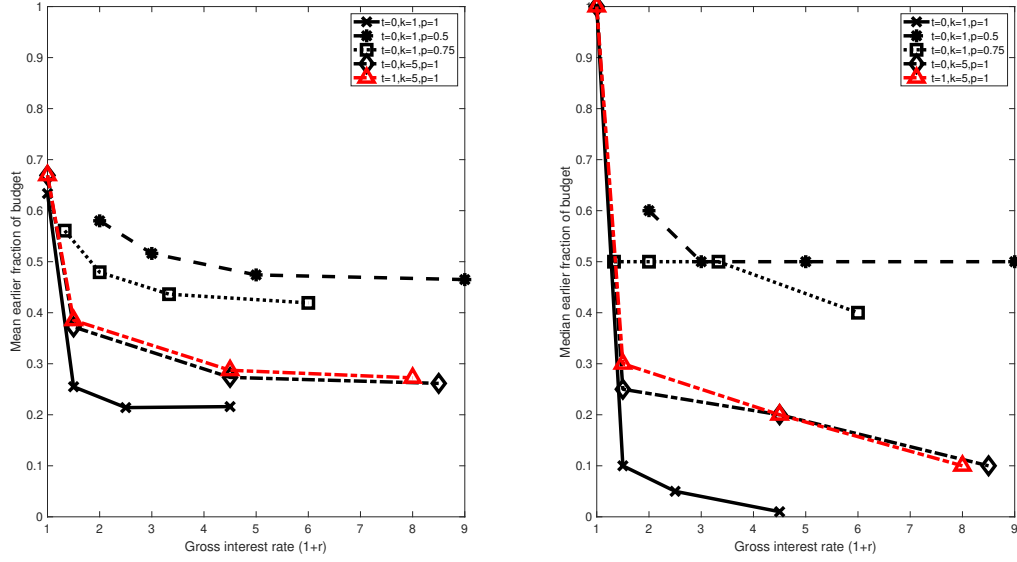 1
0.9
0.8
0.7
0.6
0.5
0.4
0.3
0.2
0.1
0
Mean earlier fraction of budget
1 2 3 4 5 6 7 8 9
Gross interest rate (1+r)
t=0,k=1,p=1
t=0,k=1,p=0.5
t=0,k=1,p=0.75
t=0,k=5,p=1
t=1,k=5,p=1
1
0.9
0.8
0.7
0.6
0.5
0.4
0.3
0.2
0.1
0
Median earlier fraction of budget
1 2 3 4 5 6 7 8 9
Gross interest rate (1+r)
t=0,k=1,p=1
t=0,k=1,p=0.5
t=0,k=1,p=0.75
t=0,k=5,p=1
t=1,k=5,p=1